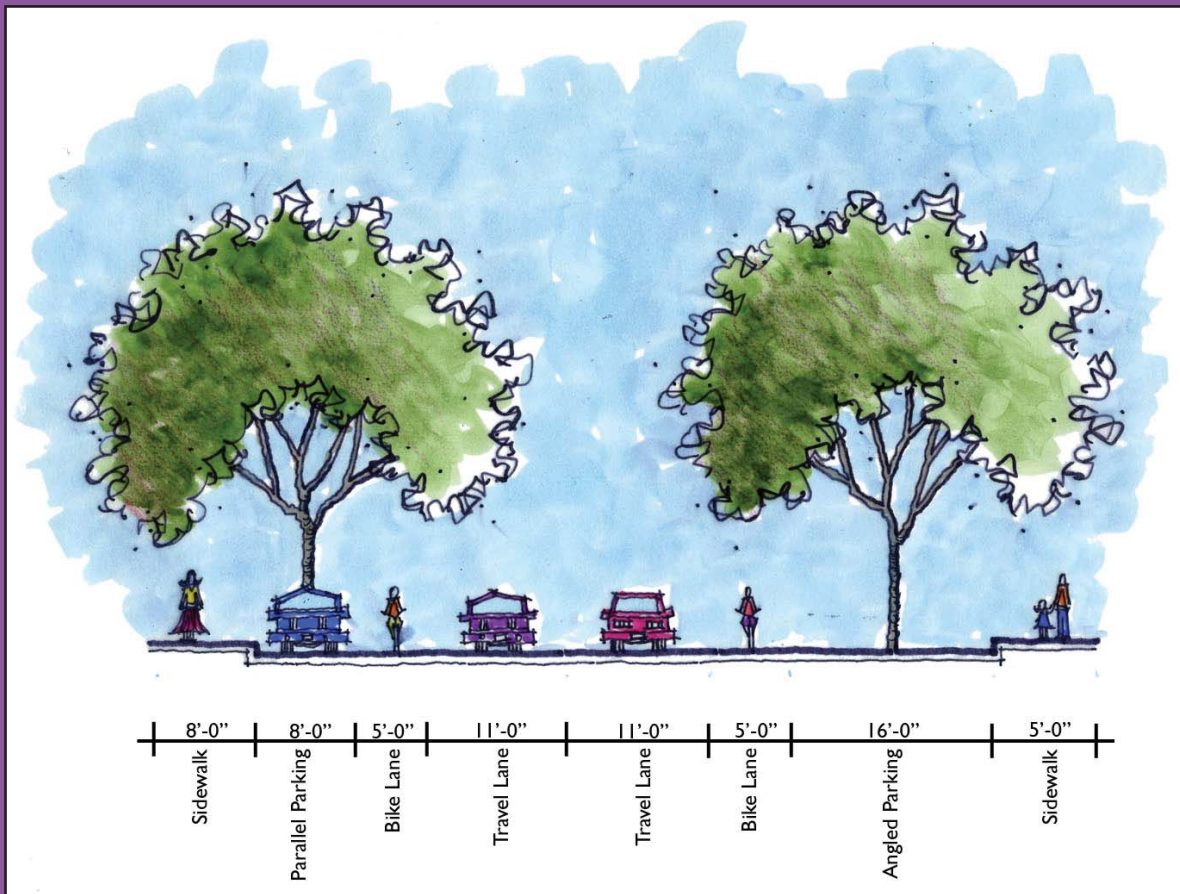 8'-0” 8'-0” 5'-0” 11'-0” 11'-0” 5'-0” 16'-0” 5'-0”
Sidewalk
Parallel Parking
Bike Lane
Travel Lane
Travel Lane
Bike Lane
Angled Parking
Sidewalk